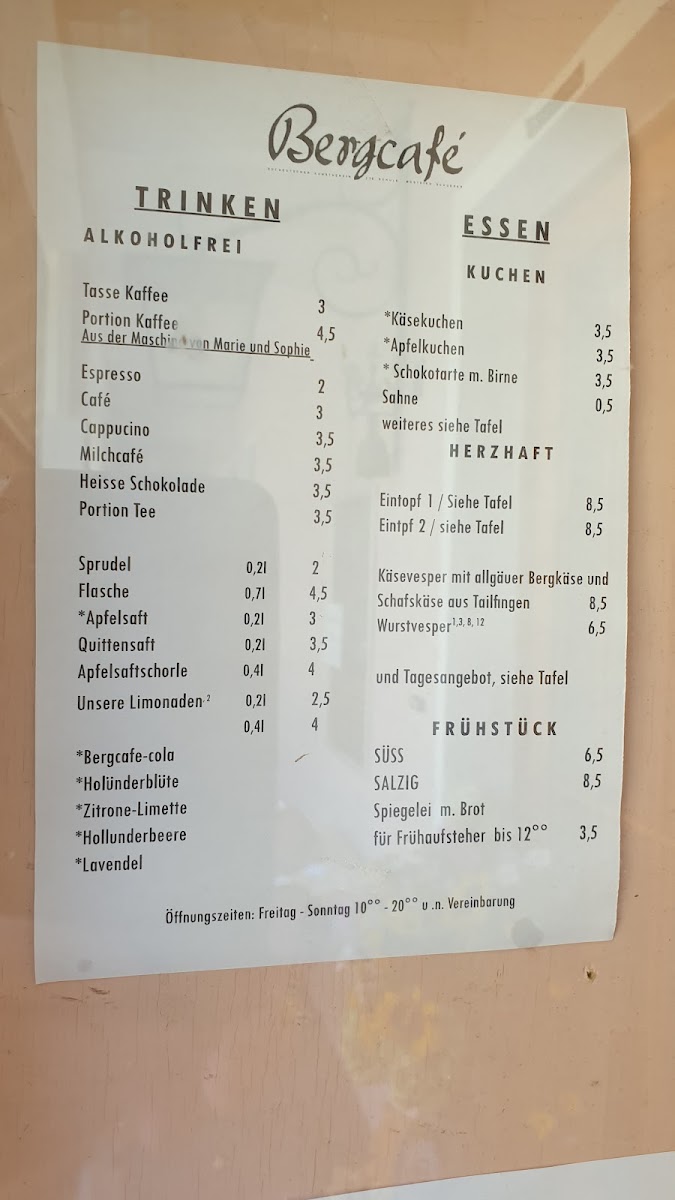 Bergcafé
TRINKEN
ALKOHOLFREI
Tasse Kaffee 3
Portion Kaffee 4,5
Aus der Maschine von Marie und Sophie
Espresso 2
Café 3
Cappucino 3,5
Milchcafé 3,5
Heisse Schokolade 3,5
Portion Tee 3,5
Sprudel 0,2l 2
Flasche 0,7l 4,5
*Apfelsaft 0,2l 3
Quittensaft 0,2l 3,5
Apfelsaftschorle 0,4l 4
Unsere Limonaden 2 0,2l 2,5
0,4l 4
*Bergcafe-cola
*Holünderblüte
*Zitrone-Limette
*Hollunderbeere
*Lavendel
ESSEN
KUCHEN
*Käsekuchen 3,5
*Apfelkuchen 3,5
* Schokotarte m. Birne 3,5
Sahne 0,5
weiteres siehe Tafel
HERZHAFT
Eintopf 1 / Siehe Tafel 8,5
Eintpf 2 / siehe Tafel 8,5
Käsevesper mit allgäuer Bergkäse und
Schafskäse aus Tailfingen 8,5
Wurstvesper1,3, 8, 12 6,5
und Tagesangebot, siehe Tafel
FRÜHSTÜCK
SÜSS 6,5
SALZIG 8,5
Spiegelei m. Brot
für Frühaufsteher bis 12°° 3,5
Öffnungszeiten: Freitag - Sonntag 10°° - 20°° u .n. Vereinbarung